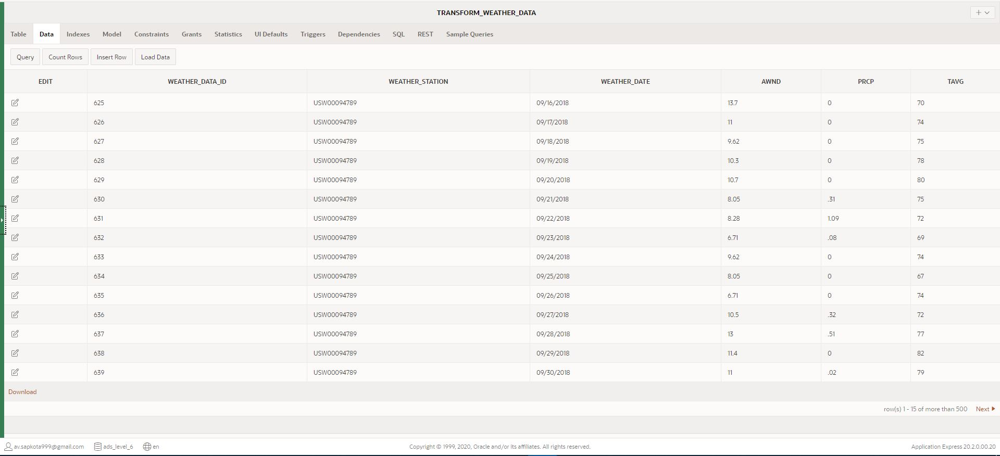 TRANSFORM_WEATHER_DATA
Table Data Indexes Model Constraints Grants Statistics UI Defaults Triggers Dependencies SQL REST Sample Queries
Query Count Rows Insert Row Load Data
EDIT WEATHER_DATA_ID WEATHER_STATION WEATHER_DATE AWND PRCP TAVG
625 USW00094789 09/16/2018 13.7 0 70
626 USW00094789 09/17/2018 11 0 74
627 USW00094789 09/18/2018 9.62 0 75
628 USW00094789 09/19/2018 10.3 0 78
629 USW00094789 09/20/2018 10.7 0 80
630 USW00094789 09/21/2018 8.05 .31 75
631 USW00094789 09/22/2018 8.28 1.09 72
632 USW00094789 09/23/2018 6.71 .08 69
633 USW00094789 09/24/2018 9.62 0 74
634 USW00094789 09/25/2018 8.05 0 67
635 USW00094789 09/26/2018 6.71 0 74
636 USW00094789 09/27/2018 10.5 .32 72
637 USW00094789 09/28/2018 13 .51 77
638 USW00094789 09/29/2018 11.4 0 82
639 USW00094789 09/30/2018 11 .02 79
Download
row(s) 1 - 15 of more than 500 Next
av.sapkota999@gmail.com ads_level_6 en Copyright © 1999, 2020, Oracle and/or its affiliates. All rights reserved. Application Express 20.2.0.00.20